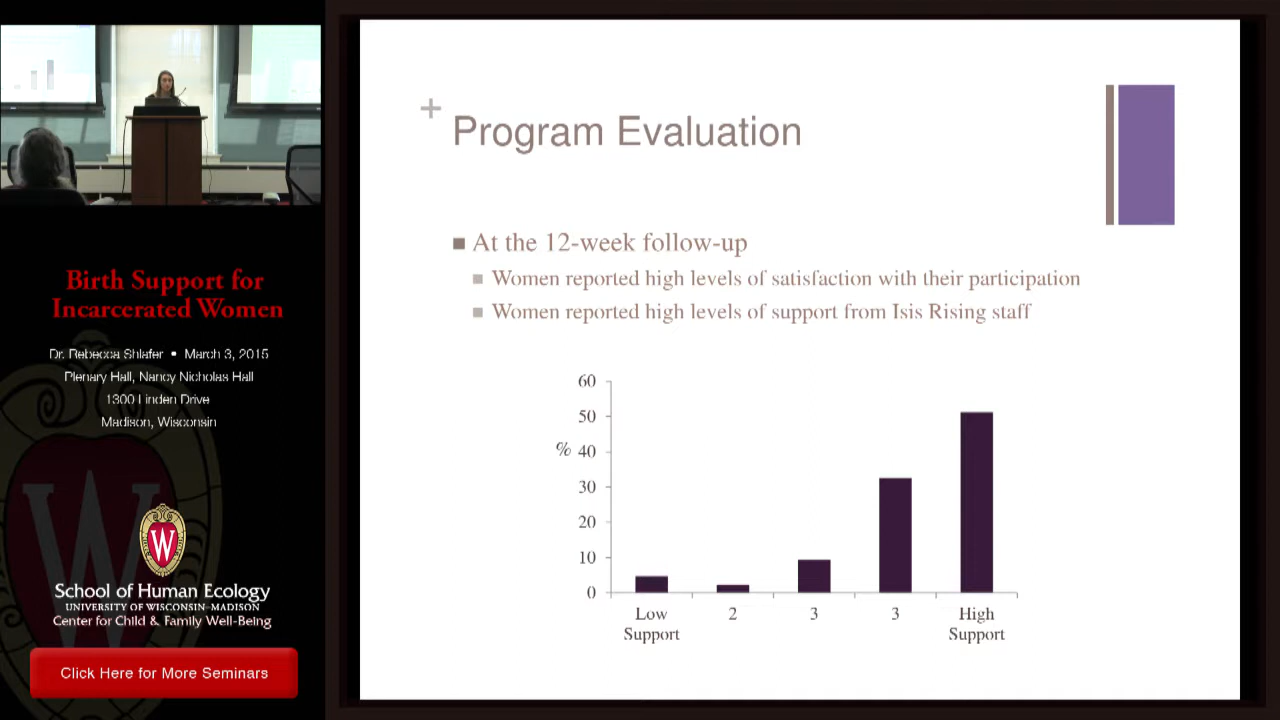 Birth Support for
Incarcerated Women
Dr. Rebecca Shlafer • March 3, 2015
Plenary Hall, Nancy Nicholas Hall
1300 Linden Drive
Madison, Wisconsin
W
W
School of Human Ecology
UNIVERSITY OF WISCONSIN-MADISON
Center for Child & Family Well-Being
Click Here for More Seminars
+
Program Evaluation
At the 12-week follow-up
Women reported high levels of satisfaction with their participation
Women reported high levels of support from Isis Rising staff
60
50
% 40
30
20
10
0
Low 2 3 3 High
Support Support